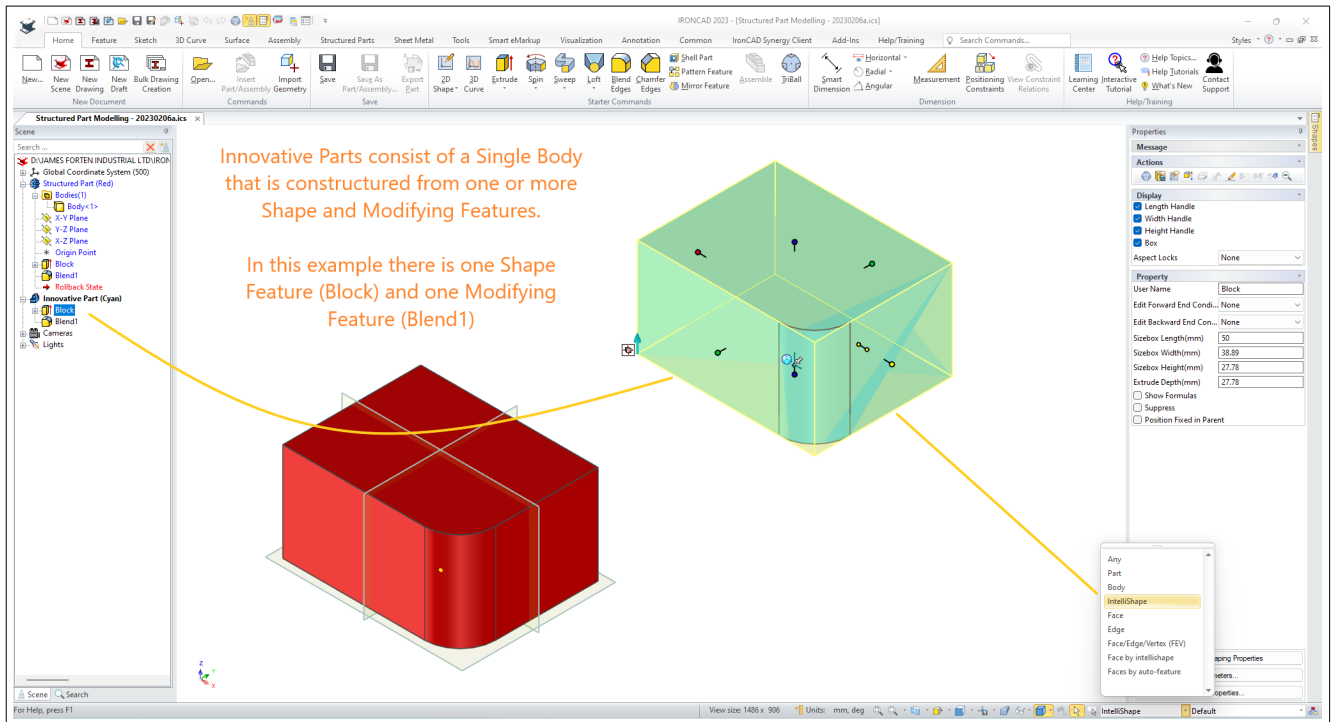 IRONCAD 2023 - [Structured Part Modelling - 20230206a.ics]
Home Feature Sketch 3D Curve Surface Assembly Structured Parts Sheet Metal Tools Smart eMarkup Visualization Annotation Common IronCAD Synergy Client Add-Ins Help/Training Search Commands... Styles
New... New Scene New Drawing New Draft Bulk Drawing Creation
New Document
Open... Insert Part/Assembly Import Geometry
Commands
Save Save As Part/Assembly... Export Part
Save
2D Shape 3D Curve Extrude Spin Sweep Loft Blend Edges Chamfer Edges
Shell Part
Pattern Feature
Mirror Feature
Assemble TriBall
Starter Commands
Smart Dimension
Horizontal
Radial
Angular
Measurement Positioning Constraints View Constraint Relations
Dimension
Learning Center Interactive Tutorial
Help Topics...
Help Tutorials
What's New
Contact Support
Help/Training
Structured Part Modelling - 20230206a.ics x
Scene
Search ...
D:\JAMES FORTEN INDUSTRIAL LTD\IRON
Global Coordinate System (500)
Structured Part (Red)
Bodies(1)
Body<1>
X-Y Plane
Y-Z Plane
X-Z Plane
Origin Point
Block
Blend1
Rollback State
Innovative Part (Cyan)
Block
Blend1
Cameras
Lights
Innovative Parts consist of a Single Body
that is constructured from one or more
Shape and Modifying Features.
In this example there is one Shape
Feature (Block) and one Modifying
Feature (Blend1)
Z
Y
X
Properties
Shapes
Message
Actions
Display
Length Handle
Width Handle
Height Handle
Box
Aspect Locks None
Property
User Name Block
Edit Forward End Condi... None
Edit Backward End Con... None
Sizebox Length(mm) 50
Sizebox Width(mm) 38.89
Sizebox Height(mm) 27.78
Extrude Depth(mm) 27.78
Show Formulas
Suppress
Position Fixed in Parent
Any
Part
Body
IntelliShape
Face
Edge
Face/Edge/Vertex (FEV)
Face by intellishape
Faces by auto-feature
aping Properties
meters...
operties...
Scene Search
For Help, press F1
View size: 1486 x 906 Units: mm, deg IntelliShape Default